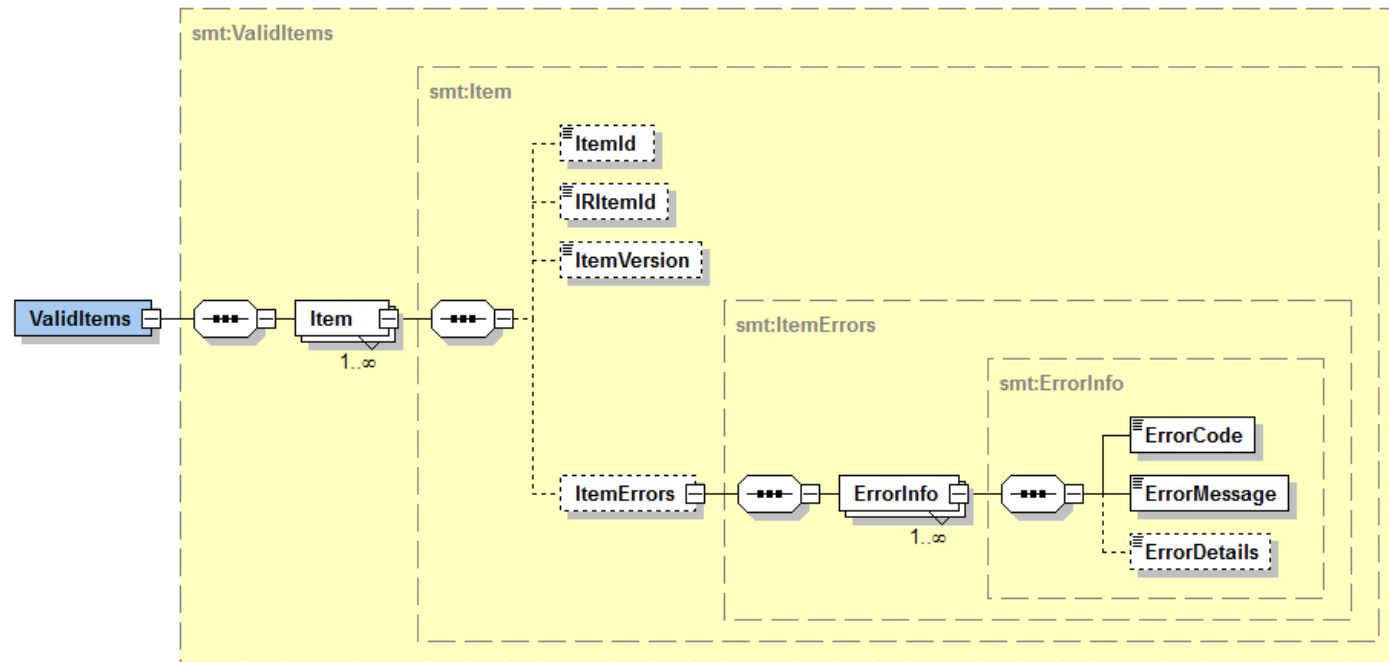 smt:ValidItems
smt:Item
ItemId
IRItemId
ItemVersion
ValidItems
Item
1..∞
smt:ItemErrors
smt:ErrorInfo
ErrorCode
ItemErrors
ErrorInfo
1..∞
ErrorMessage
ErrorDetails